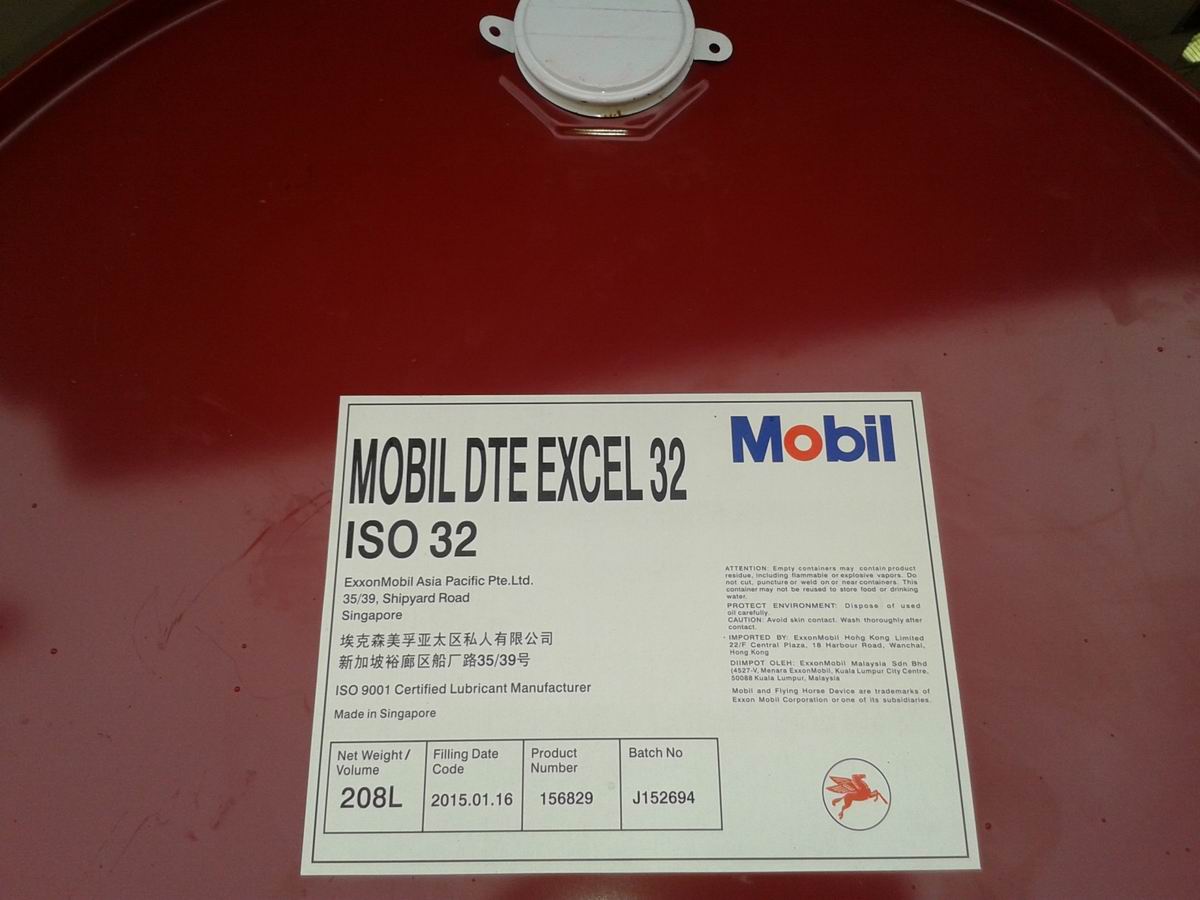 MOBIL DTE EXCEL 32
ISO 32
ExxonMobil Asia Pacific Pte.Ltd.
35/39, Shipyard Road
Singapore
埃克森美孚亚太区私人有限公司
新加坡裕廊区船厂路35/39号
ISO 9001 Certified Lubricant Manufacturer
Made in Singapore
Net Weight/
Volume
208L
Filling Date
Code
2015.01.16
Product
Number
156829
Batch No
J152694
Mobil
ATTENTION: Empty containers may contain product
residue, including flammable or explosive vapors. Do
not cut, puncture or weld on or near containers. This
container may not be reused to store food or drinking
water.
PROTECT ENVIRONMENT: Dispose of used
oil carefully.
CAUTION: Avoid skin contact. Wash thoroughly after
contact.
IMPORTED BY: ExxonMobil Hong Kong Limited
22/F Central Plaza, 18 Harbour Road, Wanchai,
Hong Kong
DIIMPOT OLEH: ExxonMobil Malaysia Sdn Bhd
(4527-V, Menara ExxonMobil, Kuala Lumpur City Centre,
50088 Kuala Lumpur, Malaysia
Mobil and Flying Horse Device are trademarks of
Exxon Mobil Corporation or one of its subsidiaries.